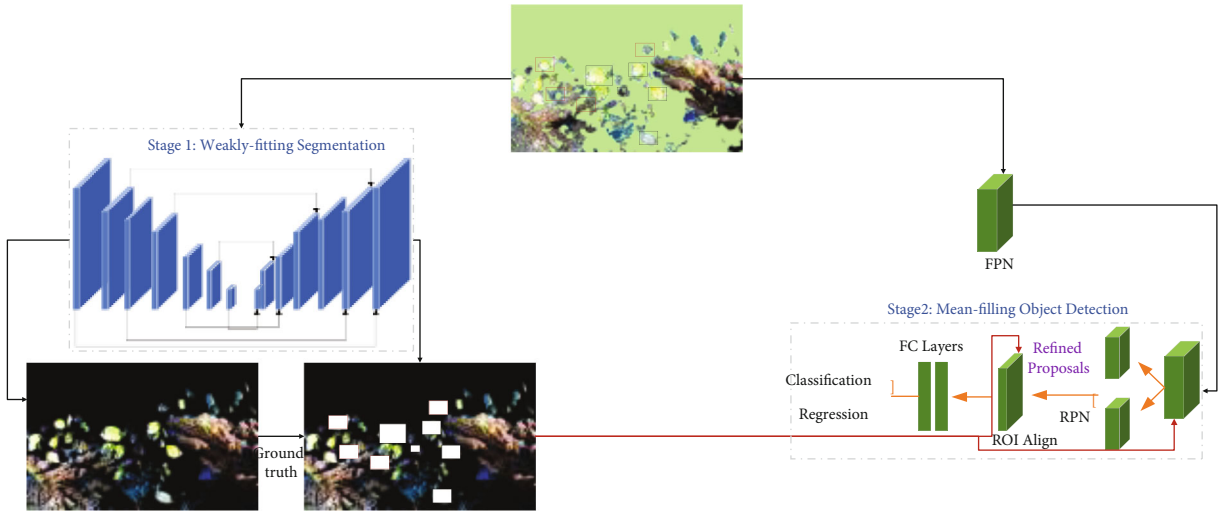 Stage 1: Weakly-fitting Segmentation
FPN
Stage2: Mean-filling Object Detection
FC Layers
Refined
Proposals
Classification
Regression
RPN
ROI Align
Ground
truth